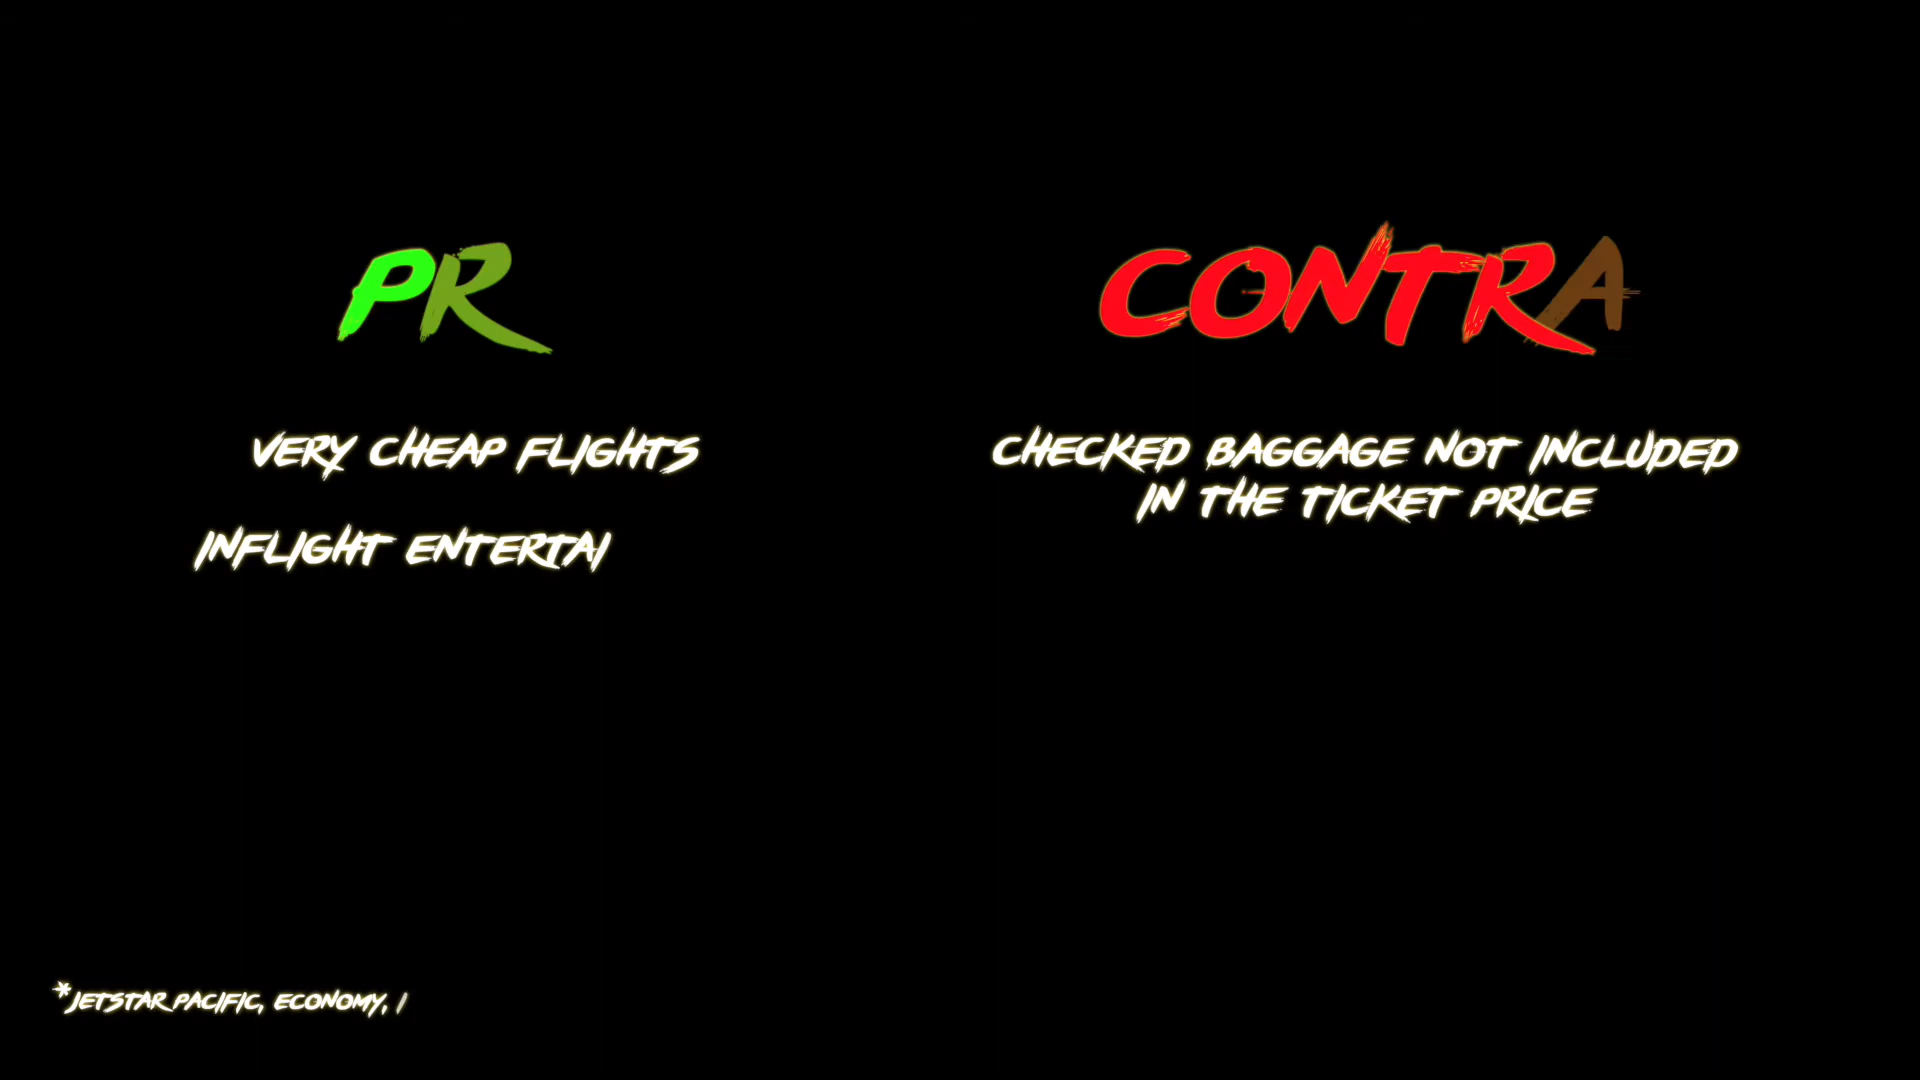 PR
CONTRA
VERY CHEAP FLIGHTS
CHECKED BAGGAGE NOT INCLUDED
IN THE TICKET PRICE
INFLIGHT ENTERTAI
*JETSTAR PACIFIC, ECONOMY, I